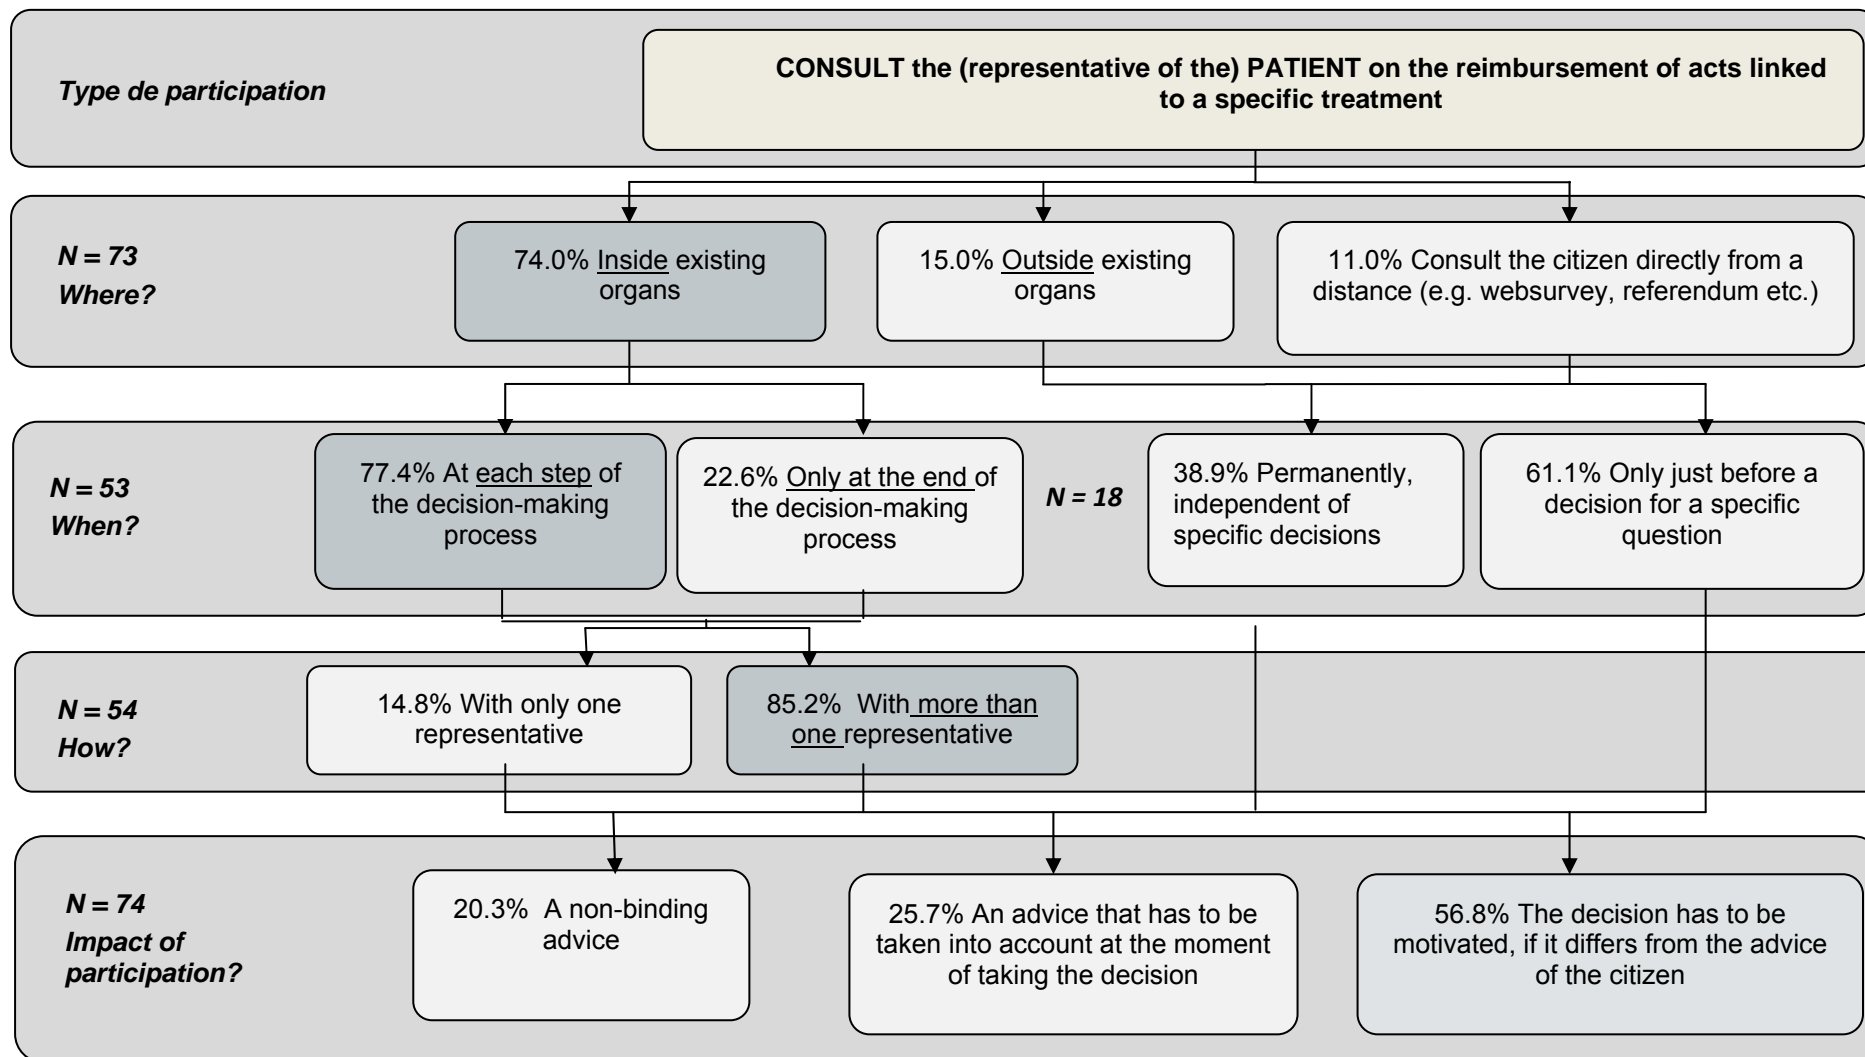 Type de participation
CONSULT the (representative of the) PATIENT on the reimbursement of acts linked
to a specific treatment
N = 73
Where?
74.0% Inside existing
organs
15.0% Outside existing
organs
11.0% Consult the citizen directly from a
distance (e.g. websurvey, referendum etc.)
N = 53
When?
77.4% At each step of
the decision-making
process
22.6% Only at the end of
the decision-making
process
N = 18
38.9% Permanently,
independent of
specific decisions
61.1% Only just before a
decision for a specific
question
N = 54
How?
14.8% With only one
representative
85.2%  With more than
one representative
N = 74
Impact of
participation?
20.3%  A non-binding
advice
25.7% An advice that has to be
taken into account at the moment
of taking the decision
56.8% The decision has to be
motivated, if it differs from the advice
of the citizen